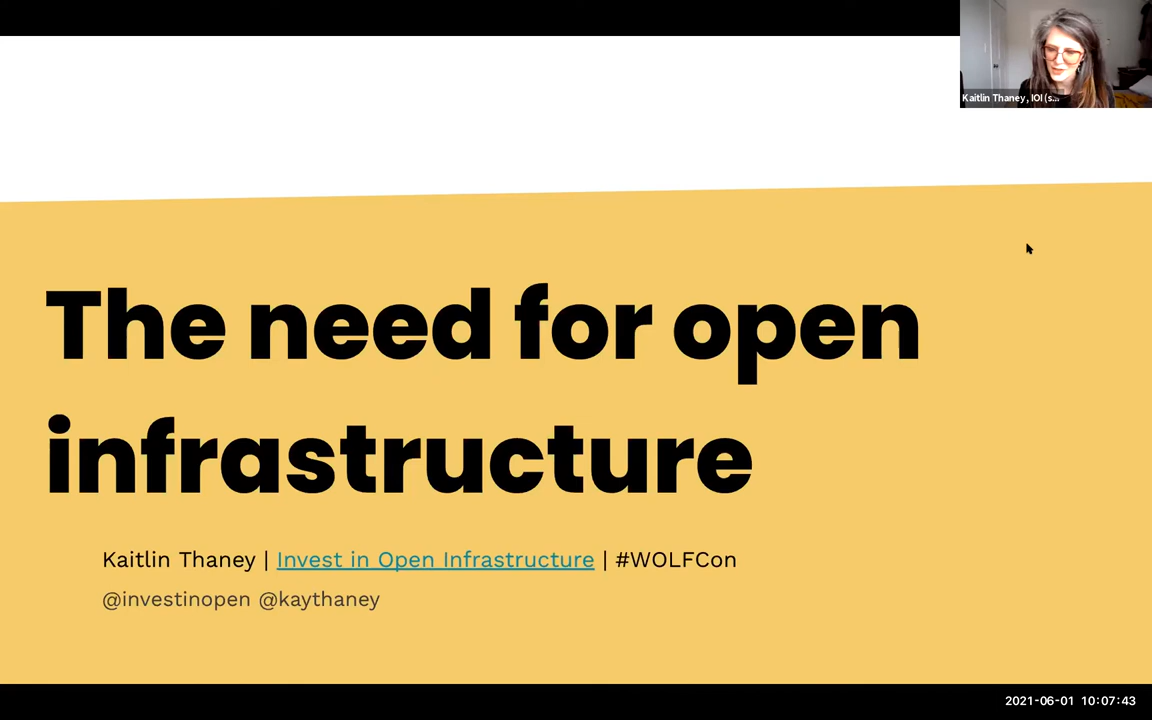 Kaitlin Thaney, IOI (s...
The need for open
infrastructure
Kaitlin Thaney | Invest in Open Infrastructure | #WOLFCon
@investinopen @kaythaney
2021-06-01 10:07:43